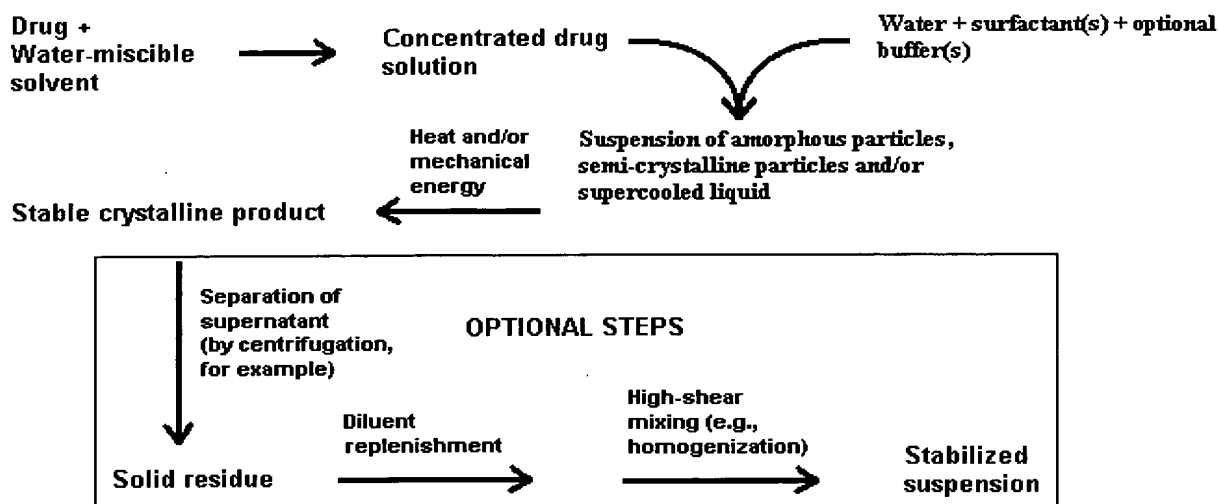 Drug +
Water-miscible
solvent
Concentrated drug
solution
Water + surfactant(s) + optional
buffer(s)
Heat and/or
mechanical
energy
Suspension of amorphous particles,
semi-crystalline particles and/or
supercooled liquid
Stable crystalline product
Separation of
supernatant
(by centrifugation,
for example)
OPTIONAL STEPS
Diluent
replenishment
High-shear
mixing (e.g.,
homogenization)
Solid residue
Stabilized
suspension